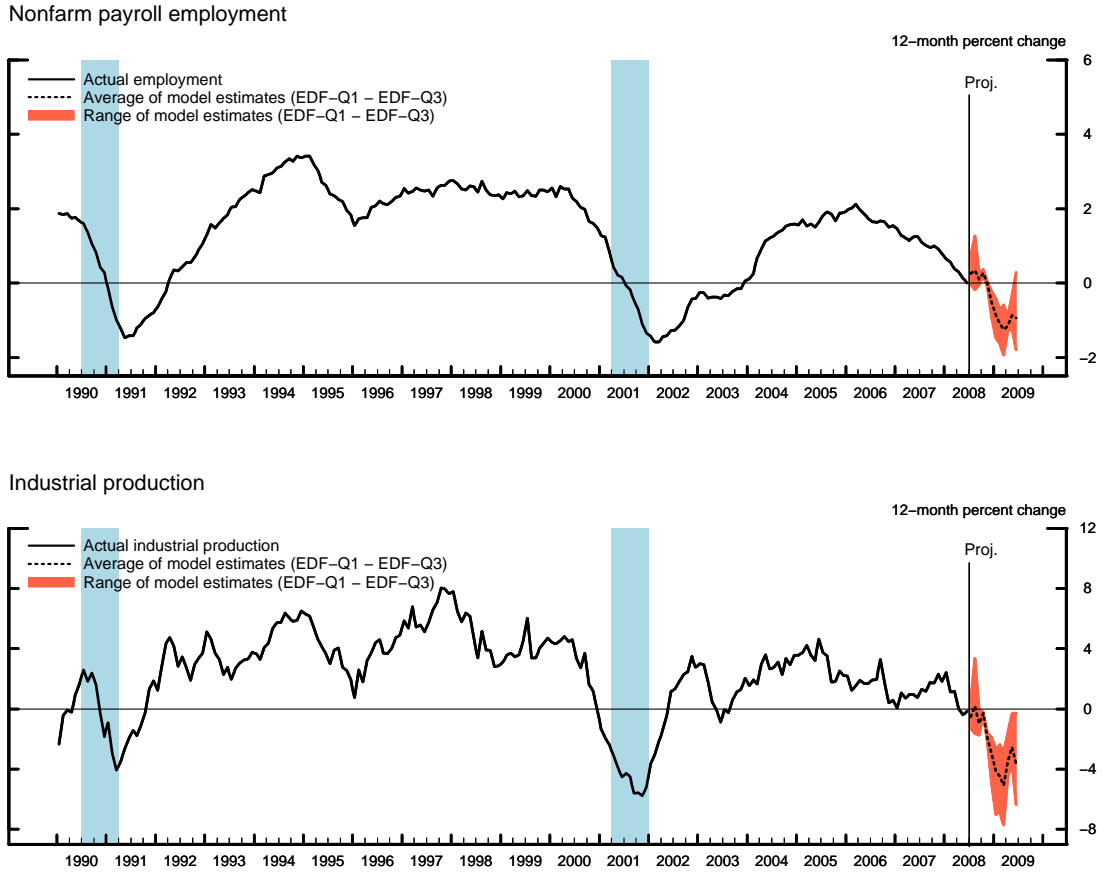 Nonfarm payroll employment
12−month percent change
6
4
2
0
−2
Actual employment
Average of model estimates (EDF−Q1 − EDF−Q3)
Range of model estimates (EDF−Q1 − EDF−Q3)
Proj.
1990 1991 1992 1993 1994 1995 1996 1997 1998 1999 2000 2001 2002 2003 2004 2005 2006 2007 2008 2009
Industrial production
12−month percent change
12
8
4
0
−4
−8
Actual industrial production
Average of model estimates (EDF−Q1 − EDF−Q3)
Range of model estimates (EDF−Q1 − EDF−Q3)
Proj.
1990 1991 1992 1993 1994 1995 1996 1997 1998 1999 2000 2001 2002 2003 2004 2005 2006 2007 2008 2009